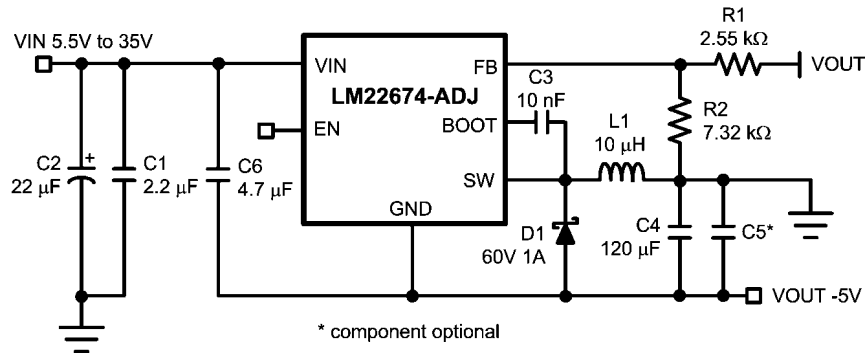 VIN 5.5V to 35V
R1
2.55 kΩ
VOUT
VIN
FB
LM22674-ADJ
C3
10 nF
EN
BOOT
L1
10 μH
R2
7.32 kΩ
C2
22 μF
+
C1
2.2 μF
C6
4.7 μF
SW
GND
D1
60V 1A
C4
120 μF
C5*
VOUT -5V
* component optional